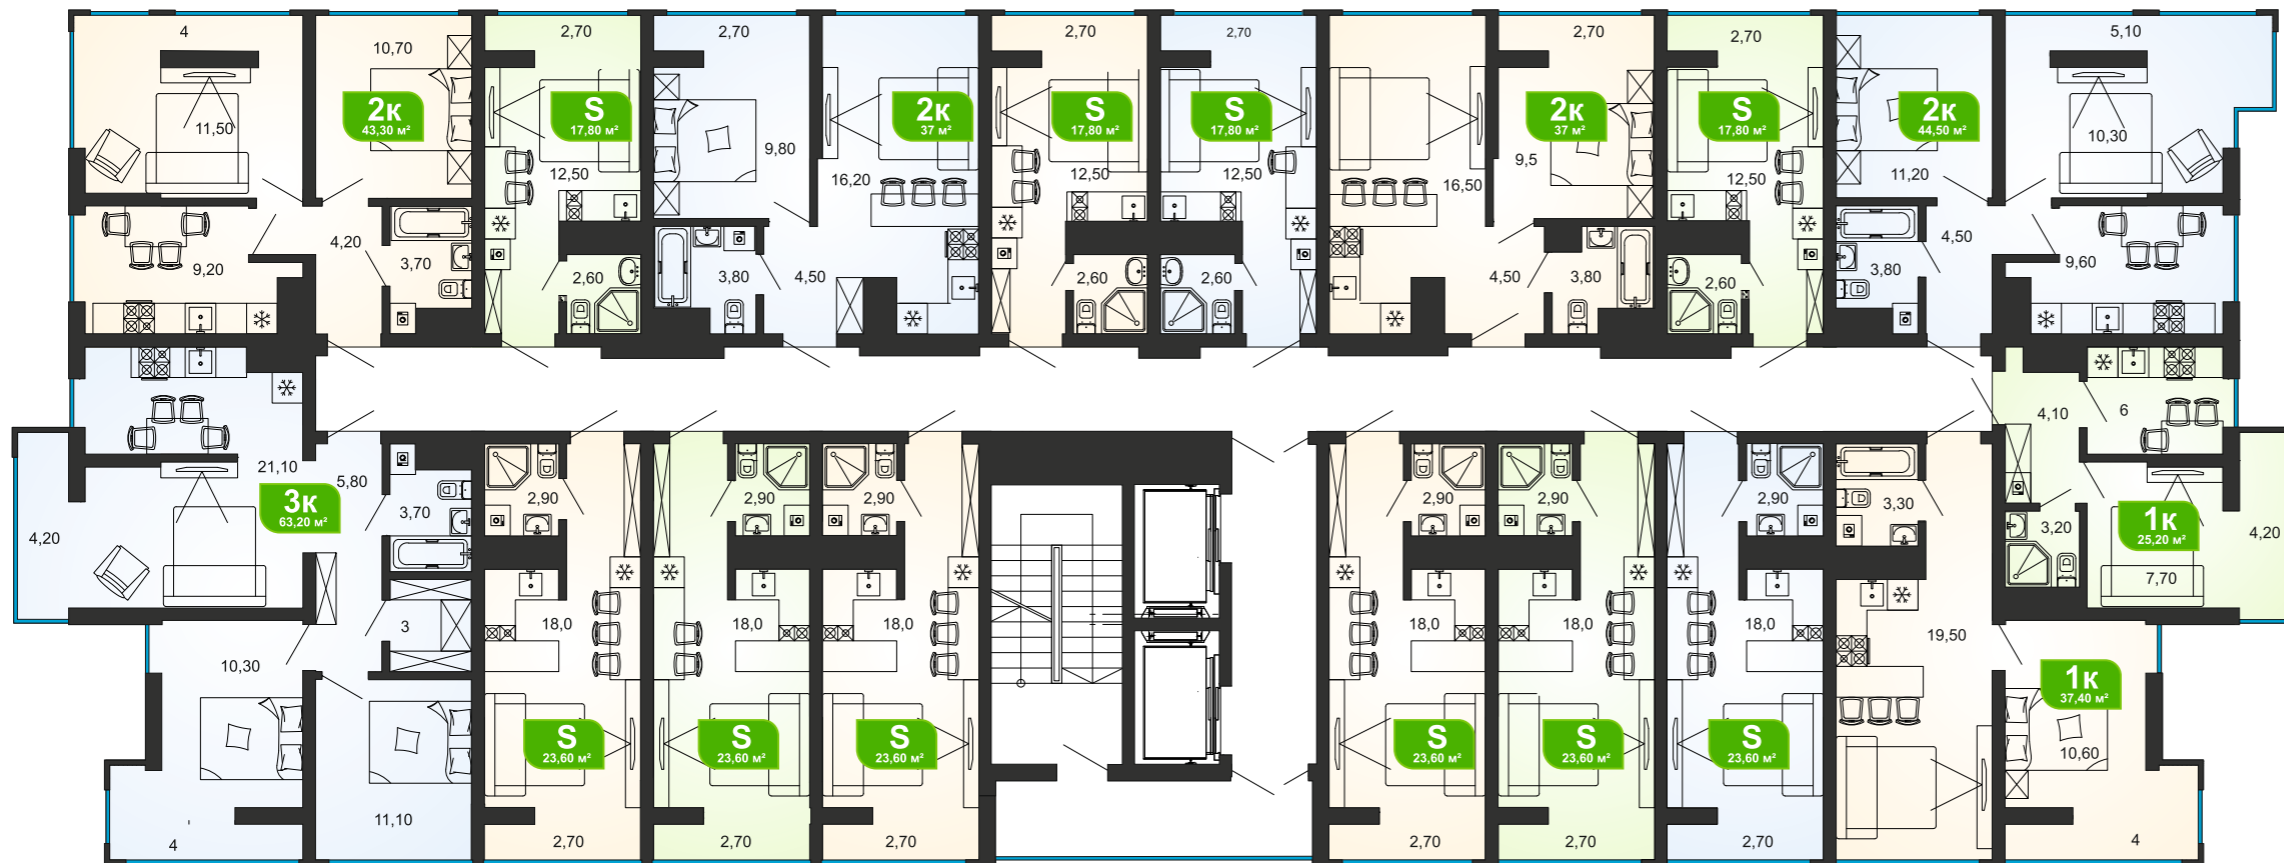 4
10,70
2,70
2,70
2,70
2,70
2,70
2,70
5,10
2к
43,30 м²
S
17,80 м²
2к
37 м²
S
17,80 м²
S
17,80 м²
2к
37 м²
S
17,80 м²
2к
44,50 м²
11,50
12,50
9,80
16,20
12,50
12,50
16,50
9,5
12,50
11,20
10,30
9,20
4,20
3,70
2,60
3,80
4,50
2,60
2,60
4,50
3,80
2,60
3,80
4,50
9,60
4,10
6
21,10
5,80
3к
63,20 м²
3,70
4,20
2,90
2,90
2,90
2,90
2,90
2,90
3,30
3,20
1к
25,20 м²
7,70
4,20
3
18,0
18,0
18,0
18,0
18,0
18,0
19,50
10,30
1к
37,40 м²
10,60
S
23,60 м²
S
23,60 м²
S
23,60 м²
S
23,60 м²
S
23,60 м²
S
23,60 м²
4
11,10
2,70
2,70
2,70
2,70
2,70
2,70
4